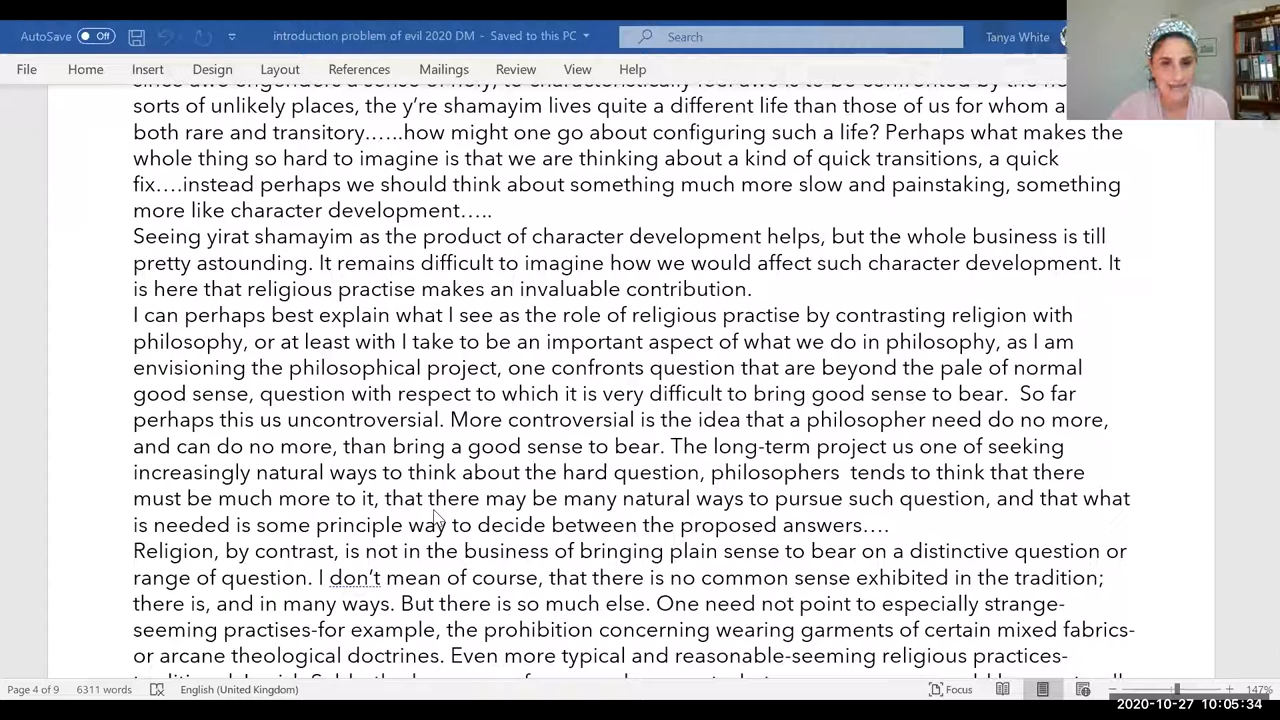 AutoSave Off introduction problem of evil 2020 DM - Saved to this PC Search Tanya White
File Home Insert Design Layout References Mailings Review View Help
sorts of unlikely places, the y're shamayim lives quite a different life than those of us for whom a
both rare and transitory……how might one go about configuring such a life? Perhaps what makes the
whole thing so hard to imagine is that we are thinking about a kind of quick transitions, a quick
fix….instead perhaps we should think about something much more slow and painstaking, something
more like character development…..
Seeing yirat shamayim as the product of character development helps, but the whole business is till
pretty astounding. It remains difficult to imagine how we would affect such character development. It
is here that religious practise makes an invaluable contribution.
I can perhaps best explain what I see as the role of religious practise by contrasting religion with
philosophy, or at least with I take to be an important aspect of what we do in philosophy, as I am
envisioning the philosophical project, one confronts question that are beyond the pale of normal
good sense, question with respect to which it is very difficult to bring good sense to bear. So far
perhaps this us uncontroversial. More controversial is the idea that a philosopher need do no more,
and can do no more, than bring a good sense to bear. The long-term project us one of seeking
increasingly natural ways to think about the hard question, philosophers tends to think that there
must be much more to it, that there may be many natural ways to pursue such question, and that what
is needed is some principle way to decide between the proposed answers….
Religion, by contrast, is not in the business of bringing plain sense to bear on a distinctive question or
range of question. I don't mean of course, that there is no common sense exhibited in the tradition;
there is, and in many ways. But there is so much else. One need not point to especially strange-
seeming practises-for example, the prohibition concerning wearing garments of certain mixed fabrics-
or arcane theological doctrines. Even more typical and reasonable-seeming religious practices-
Page 4 of 9 6311 words English (United Kingdom) Focus 147%
2020-10-27 10:05:34